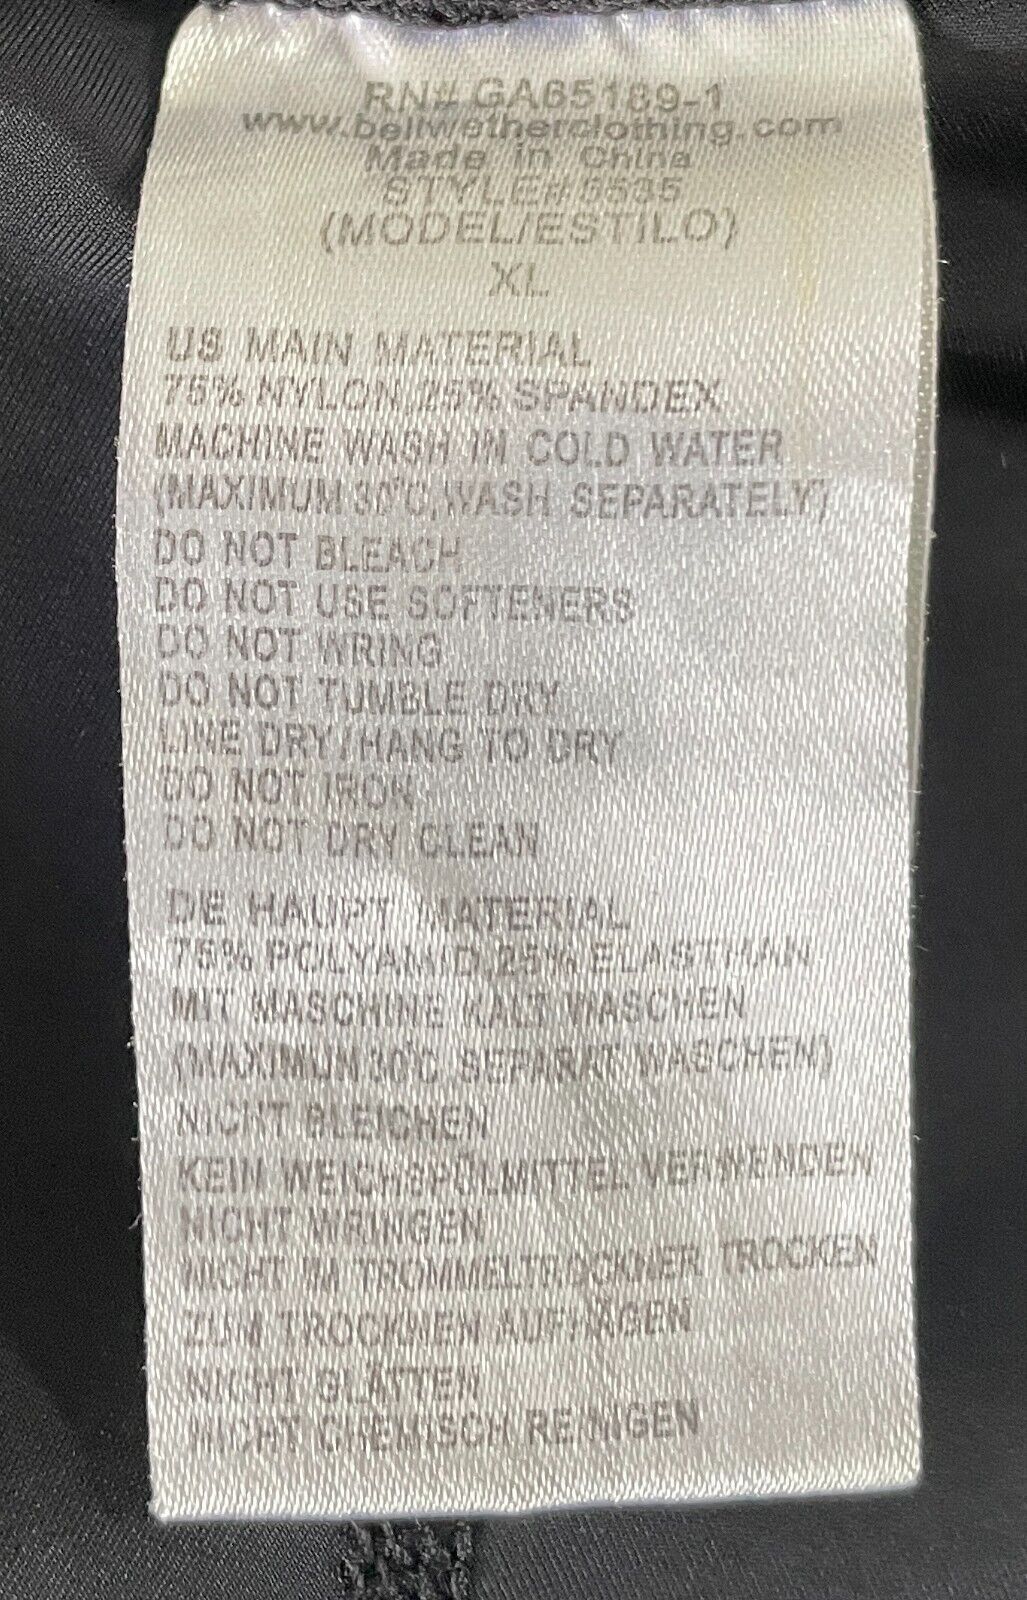 RN# GA65189-1
www.bellwetherclothing.com
Made in China
STYLE# 5535
(MODEL/ESTILO)
XL
US MAIN MATERIAL
75% NYLON,25% SPANDEX
MACHINE WASH IN COLD WATER
(MAXIMUM 30°C,WASH SEPARATELY)
DO NOT BLEACH
DO NOT USE SOFTENERS
DO NOT WRING
DO NOT TUMBLE DRY
LINE DRY/HANG TO DRY
DO NOT IRON
DO NOT DRY CLEAN
DE HAUPT MATERIAL
75% POLYAMID,25% ELASTHAN
MIT MASCHINE KALT WASCHEN
(MAXIMUM 30°C, SEPARAT WASCHEN)
NICHT BLEICHEN
KEIN WEICHSPÜLMITTEL VERWENDEN
NICHT WRINGEN
NICHT IM TROMMELTROCKNER TROCKEN
ZUM TROCKNEN AUFHÄGEN
NICHT GLÄTTEN
NICHT CHEMISCH REINIGEN